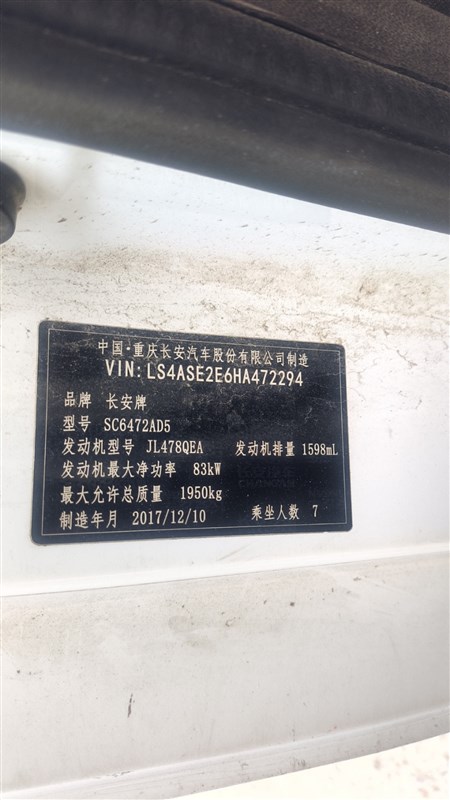 中国·重庆长安汽车股份有限公司制造
VIN: LS4ASE2E6HA472294
品牌 长安牌
型号 SC6472AD5
发动机型号 JL478QEA 发动机排量 1598mL
发动机最大净功率 83kW
最大允许总质量 1950kg
制造年月 2017/12/10 乘坐人数 7